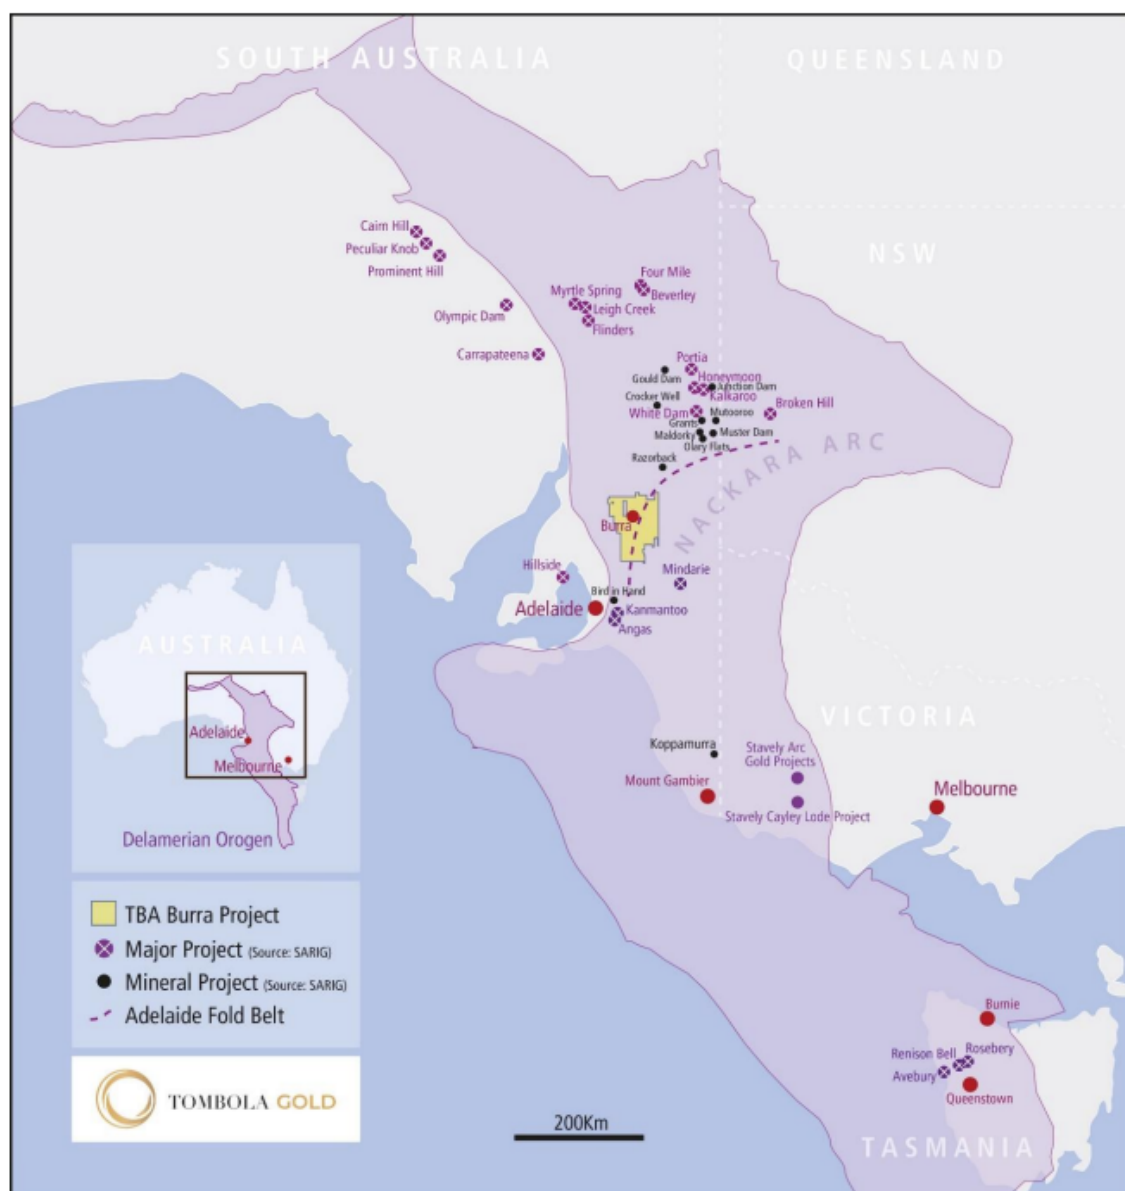 SOUTH AUSTRALIA
QUEENSLAND
NSW
Cairn Hill
Peculiar Knob
Prominent Hill
Four Mile
Beverley
Myrtle Spring
Leigh Creek
Flinders
Olympic Dam
Carrapateena
Portia
Gould Dam
Honeymoon
Junction Dam
Kalkaroo
Crocker Well
White Dam
Mutooroo
Broken Hill
Grants
Maldorky
Muster Dam
Olary Flats
Razorback
NACKARA ARC
Burra
Hillside
Mindarie
Bird in Hand
Adelaide
Kanmantoo
Angas
AUSTRALIA
Adelaide
Melbourne
Delamerian Orogen
VICTORIA
Koppamurra
Stavely Arc
Gold Projects
Mount Gambier
Stavely Cayley Lode Project
Melbourne
TBA Burra Project
Major Project (Source: SARIG)
Mineral Project (Source: SARIG)
Adelaide Fold Belt
TOMBOLA GOLD
200Km
Burnie
Renison Bell
Rosebery
Avebury
Queenstown
TASMANIA